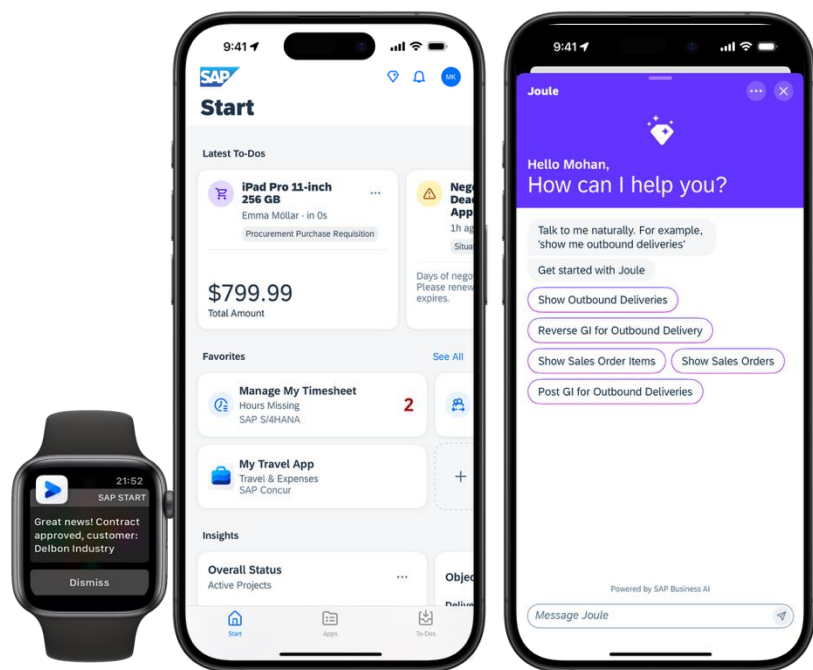 21:52
SAP START
Great news! Contract
approved, customer:
Delbon Industry
Dismiss
9:41
SAP
MK
Start
Latest To-Dos
iPad Pro 11-inch
256 GB
Emma Möllar · in 0s
Procurement Purchase Requisition
$799.99
Total Amount
Nego
Dead
App
1h ag
Situa
Days of nego
Please renew
expires.
Favorites
See All
Manage My Timesheet
Hours Missing
SAP S/4HANA
2
My Travel App
Travel & Expenses
SAP Concur
+
Insights
Overall Status
Active Projects
Objec
Start
Apps
To-Dos
9:41
Joule
Hello Mohan,
How can I help you?
Talk to me naturally. For example,
'show me outbound deliveries'
Get started with Joule
Show Outbound Deliveries
Reverse GI for Outbound Delivery
Show Sales Order Items
Show Sales Orders
Post GI for Outbound Deliveries
Powered by SAP Business AI
Message Joule